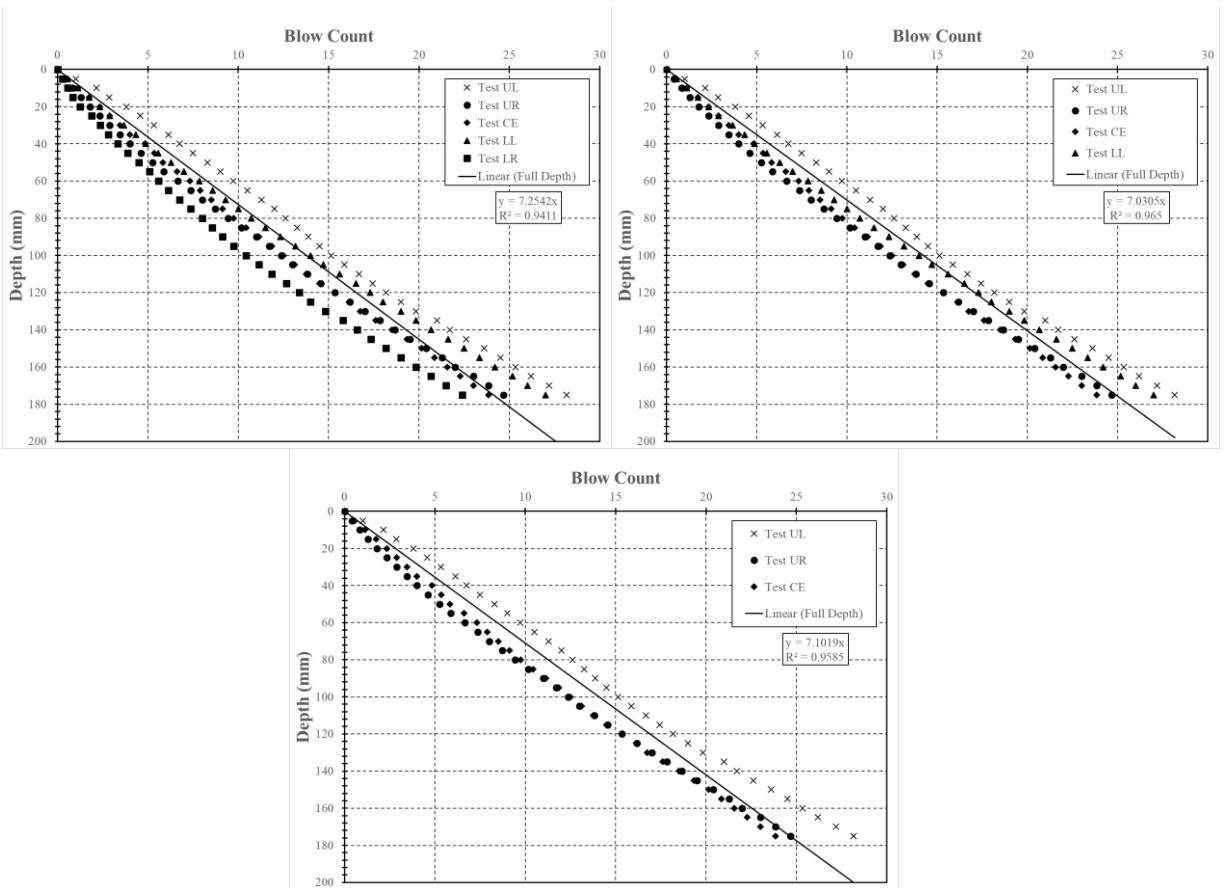 Blow Count
0 5 10 15 20 25 30
0
20
40
60
80
100
120
140
160
180
200
Depth (mm)
Test UL
Test UR
Test CE
Test LL
Test LR
Linear (Full Depth)
y = 7.2542x
R² = 0.9411
Blow Count
0 5 10 15 20 25 30
0
20
40
60
80
100
120
140
160
180
200
Depth (mm)
Test UL
Test UR
Test CE
Test LL
Linear (Full Depth)
y = 7.0305x
R² = 0.965
Blow Count
0 5 10 15 20 25 30
0
20
40
60
80
100
120
140
160
180
200
Depth (mm)
Test UL
Test UR
Test CE
Linear (Full Depth)
y = 7.1019x
R² = 0.9585